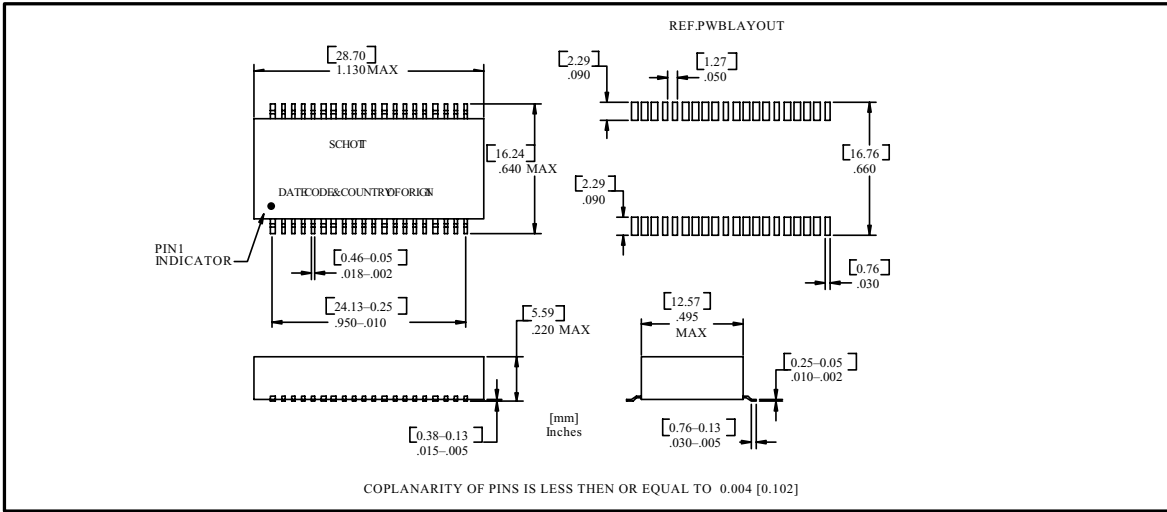 REF.PWBLAYOUT
[28.70]
1.130 MAX
[2.29]
.090
[1.27]
.050
SCHOTT
[16.24]
.640 MAX
[16.76]
.660
DATECODE&COUNTRYOFORIGIN
[2.29]
.090
PIN1
INDICATOR
[0.46–0.05]
.018–.002
[0.76]
.030
[24.13–0.25]
.950–.010
[5.59]
.220 MAX
[12.57]
.495
MAX
[0.25–0.05]
.010–.002
[mm]
Inches
[0.38–0.13]
.015–.005
[0.76–0.13]
.030–.005
COPLANARITY OF PINS IS LESS THEN OR EQUAL TO 0.004 [0.102]